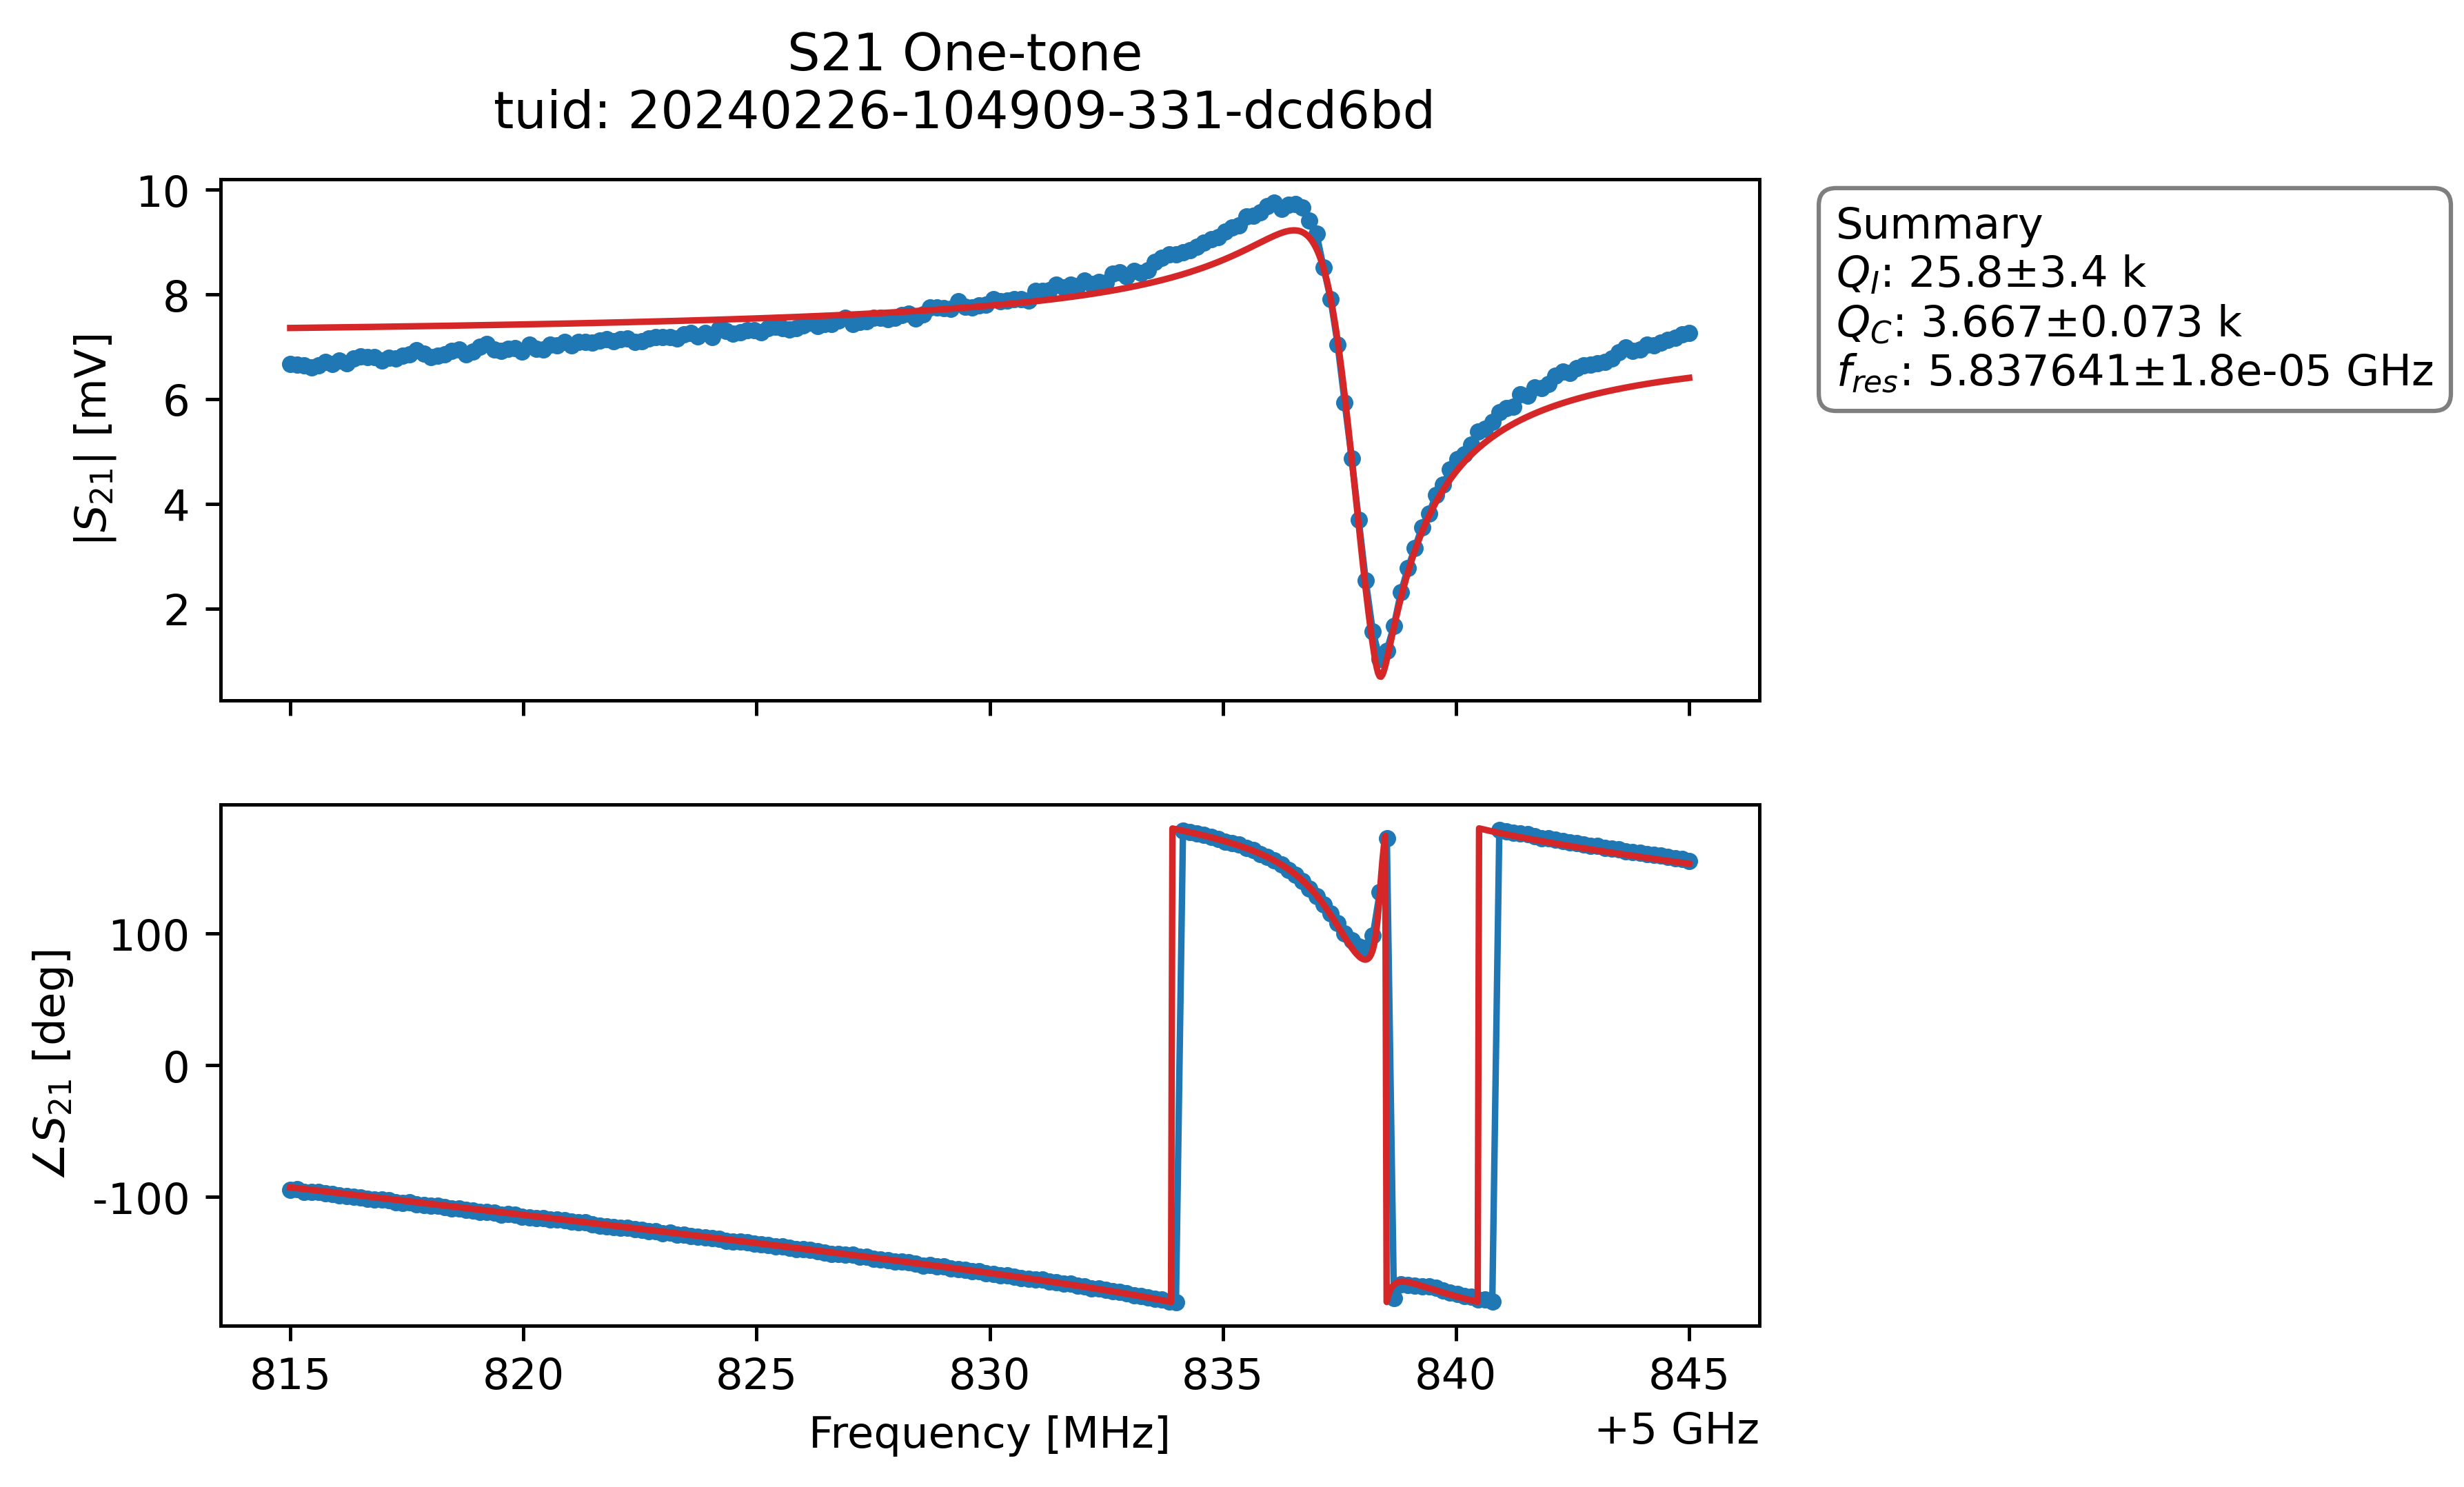 S21 One-tone
tuid: 20240226-104909-331-dcd6bd
10
8
6
4
2
|S21| [mV]
Summary
Ql: 25.8±3.4 k
QC: 3.667±0.073 k
fres: 5.837641±1.8e-05 GHz
100
0
-100
∠S21 [deg]
815 820 825 830 835 840 845
Frequency [MHz]
+5 GHz